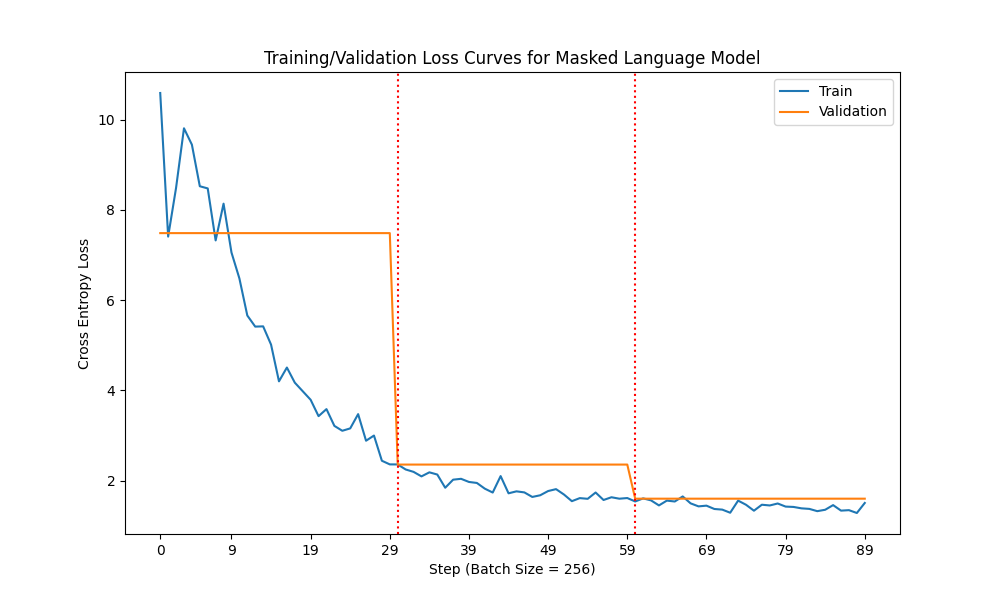 Training/Validation Loss Curves for Masked Language Model
Train
Validation
Cross Entropy Loss
10
8
6
4
2
0 9 19 29 39 49 59 69 79 89
Step (Batch Size = 256)